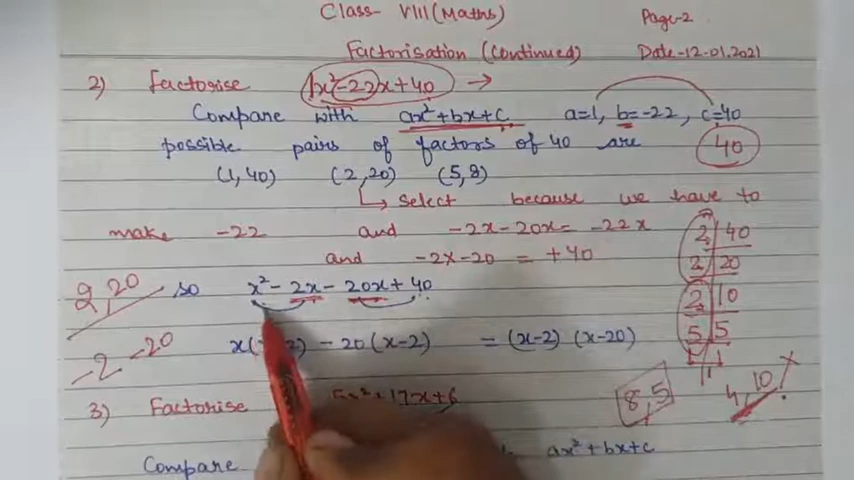 Class- VIII (Maths) Page-2
Factorisation (Continued) Date-12-01.2021
2) Factorise 1x²-22x+40 →
Compare with ax²+bx+c a=1, b=-22, c=40
possible pairs of factors of 40 are 40
(1,40) (2,20) (5,8)
↳ select because we have to
make -22 and -2x-20x= -22x 2 40
and -2x-20 = +40 2 20
2,20 so x²-2x-20x+40 2 10
5 5
1
-2 -20 x( 2) -20(x-2) = (x-2) (x-20)
8,5 4,10 x
3) Factorise 5x²+17x+6
Compare ax²+bx+c